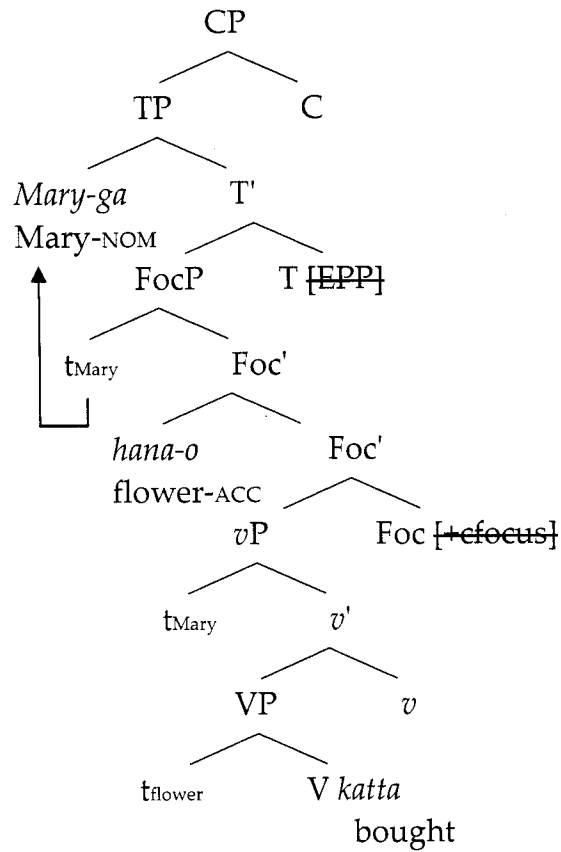 CP
TP C
Mary-ga T'
Mary-NOM
FocP T [EPP]
tMary Foc'
hana-o Foc'
flower-ACC
vP Foc [+cfocus]
tMary v'
VP v
tflower V katta
bought